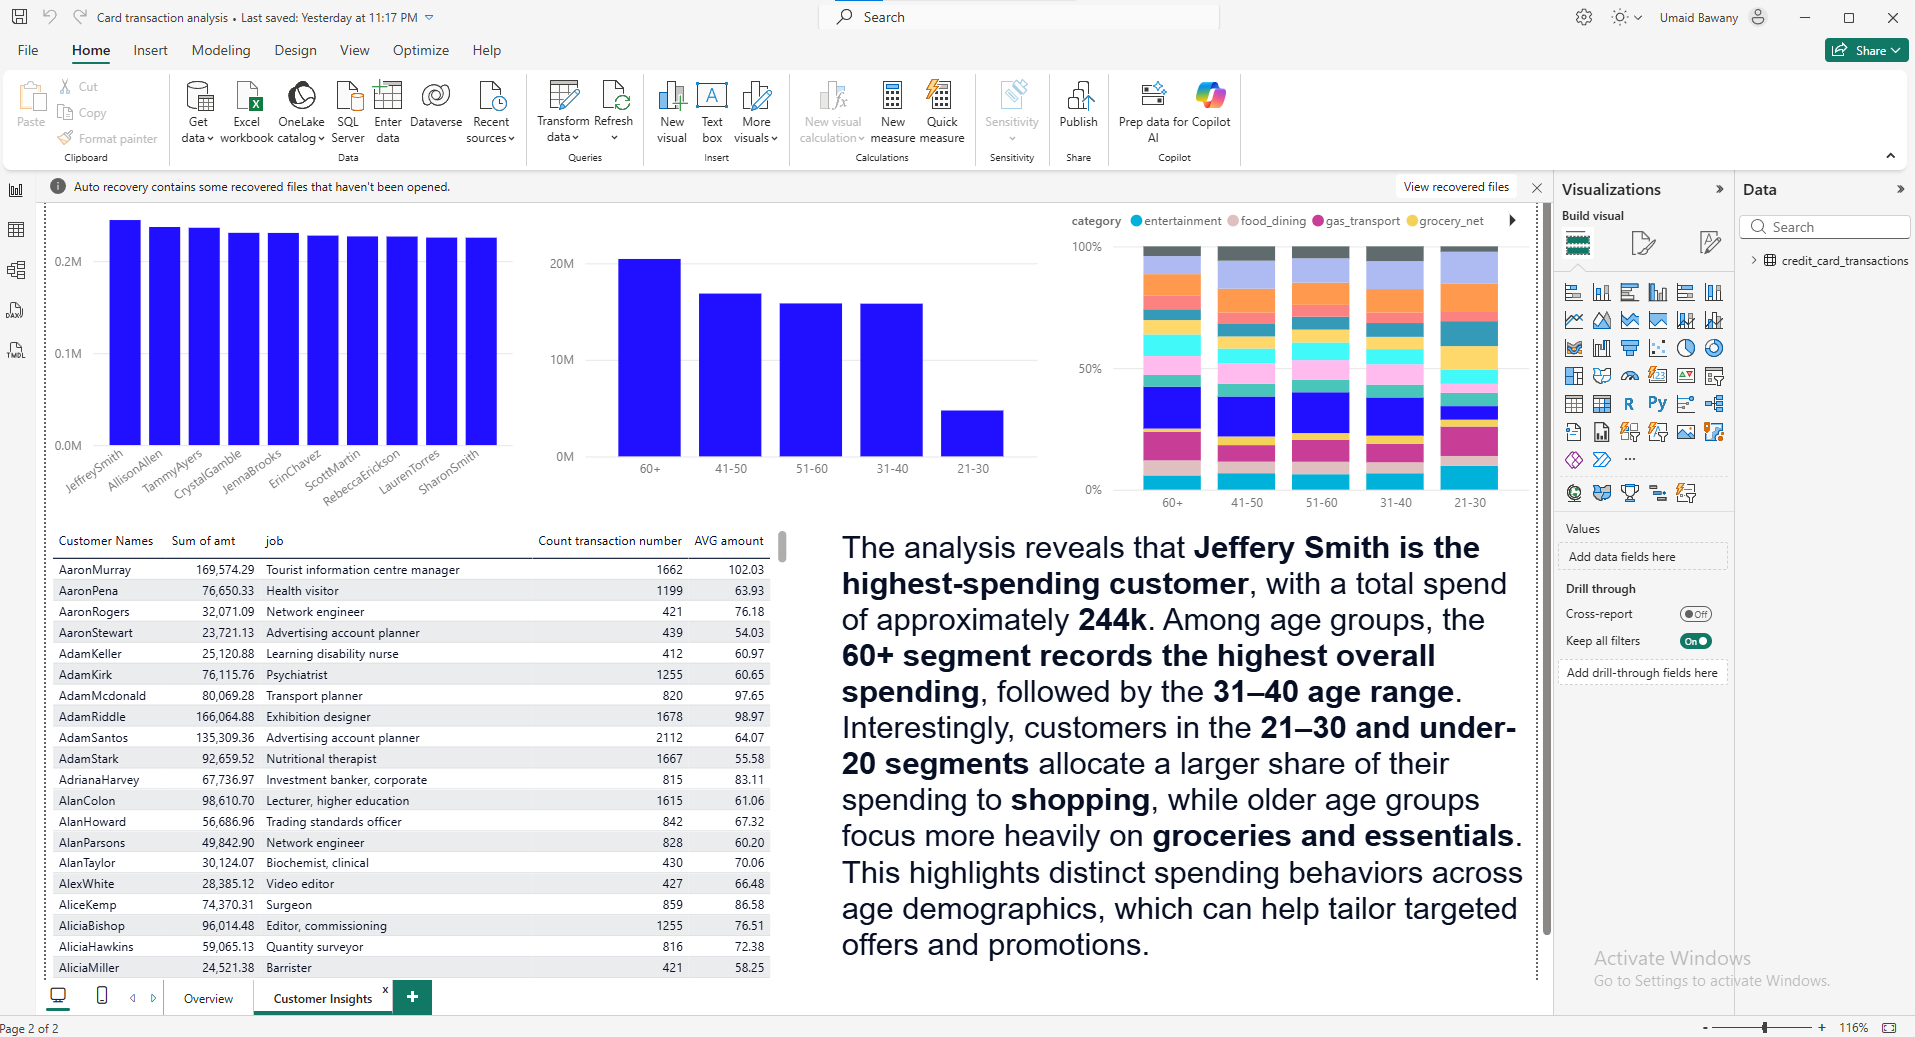 Card transaction analysis • Last saved: Yesterday at 11:17 PM
Search
Umaid Bawany
File Home Insert Modeling Design View Optimize Help
Share
Paste
Cut
Copy
Format painter
Clipboard
Get data
Excel workbook
OneLake catalog
SQL Server
Enter data
Dataverse
Recent sources
Data
Transform data
Refresh
Queries
New visual
Text box
More visuals
Insert
New visual calculation
New measure
Quick measure
Calculations
Sensitivity
Sensitivity
Publish
Share
Prep data for AI
Copilot
Copilot
Auto recovery contains some recovered files that haven't been opened.
View recovered files
DAX
TMDL
0.2M
0.1M
0.0M
JeffreySmith
AllisonAllen
TammyAyers
CrystalGamble
JennaBrooks
ErinChavez
ScottMartin
RebeccaErickson
LaurenTorres
SharonSmith
20M
10M
0M
60+ 41-50 51-60 31-40 21-30
category entertainment food_dining gas_transport grocery_net
100%
50%
0%
60+ 41-50 51-60 31-40 21-30
Customer Names Sum of amt job Count transaction number AVG amount
AaronMurray 169,574.29 Tourist information centre manager 1662 102.03
AaronPena 76,650.33 Health visitor 1199 63.93
AaronRogers 32,071.09 Network engineer 421 76.18
AaronStewart 23,721.13 Advertising account planner 439 54.03
AdamKeller 25,120.88 Learning disability nurse 412 60.97
AdamKirk 76,115.76 Psychiatrist 1255 60.65
AdamMcdonald 80,069.28 Transport planner 820 97.65
AdamRiddle 166,064.88 Exhibition designer 1678 98.97
AdamSantos 135,309.36 Advertising account planner 2112 64.07
AdamStark 92,659.52 Nutritional therapist 1667 55.58
AdrianaHarvey 67,736.97 Investment banker, corporate 815 83.11
AlanColon 98,610.70 Lecturer, higher education 1615 61.06
AlanHoward 56,686.96 Trading standards officer 842 67.32
AlanParsons 49,842.90 Network engineer 828 60.20
AlanTaylor 30,124.07 Biochemist, clinical 430 70.06
AlexWhite 28,385.12 Video editor 427 66.48
AliceKemp 74,370.31 Surgeon 859 86.58
AliciaBishop 96,014.48 Editor, commissioning 1255 76.51
AliciaHawkins 59,065.13 Quantity surveyor 816 72.38
AliciaMiller 24,521.38 Barrister 421 58.25
The analysis reveals that Jeffery Smith is the
highest-spending customer, with a total spend
of approximately 244k. Among age groups, the
60+ segment records the highest overall
spending, followed by the 31–40 age range.
Interestingly, customers in the 21–30 and under-
20 segments allocate a larger share of their
spending to shopping, while older age groups
focus more heavily on groceries and essentials.
This highlights distinct spending behaviors across
age demographics, which can help tailor targeted
offers and promotions.
Visualizations
Build visual
R
Py
123
Values
Add data fields here
Drill through
Cross-report Off
Keep all filters On
Add drill-through fields here
Data
Search
credit_card_transactions
Activate Windows
Go to Settings to activate Windows.
Overview
Customer Insights x
+
Page 2 of 2
- + 116%